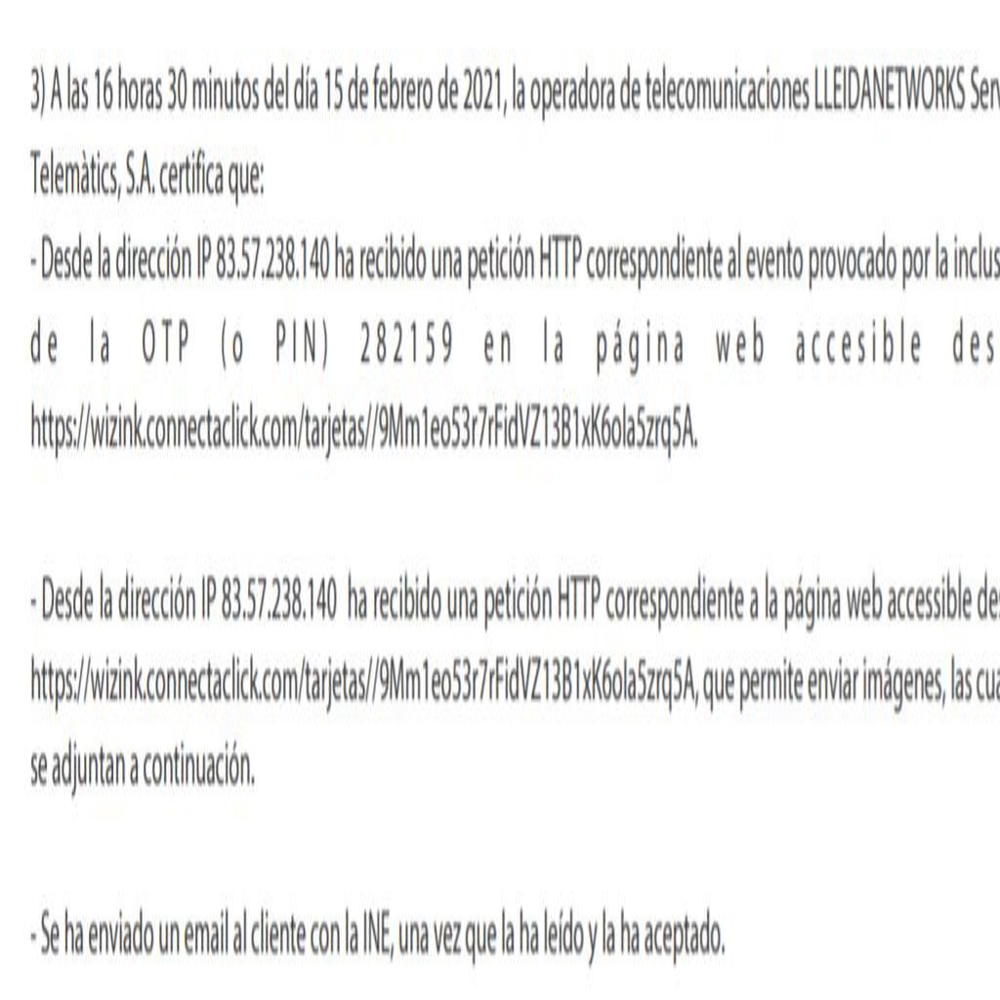 3) A las 16 horas 30 minutos del día 15 de febrero de 2021, la operadora de telecomunicaciones LLEIDANETWORKS Ser
Telemàtics, S.A. certifica que:
- Desde la dirección IP 83.57.238.140 ha recibido una petición HTTP correspondiente al evento provocado por la inclus
de la OTP (o PIN) 282159 en la página web accesible des
https://wizink.connectaclick.com/tarjetas//9Mm1eo53r7rFidVZ13B1xK6ola5zrq5A.
- Desde la dirección IP 83.57.238.140 ha recibido una petición HTTP correspondiente a la página web accessible de
https://wizink.connectaclick.com/tarjetas//9Mm1eo53r7rFidVZ13B1xK6ola5zrq5A, que permite enviar imágenes, las cua
se adjuntan a continuación.
- Se ha enviado un email al cliente con la INE, una vez que la ha leído y la ha aceptado.